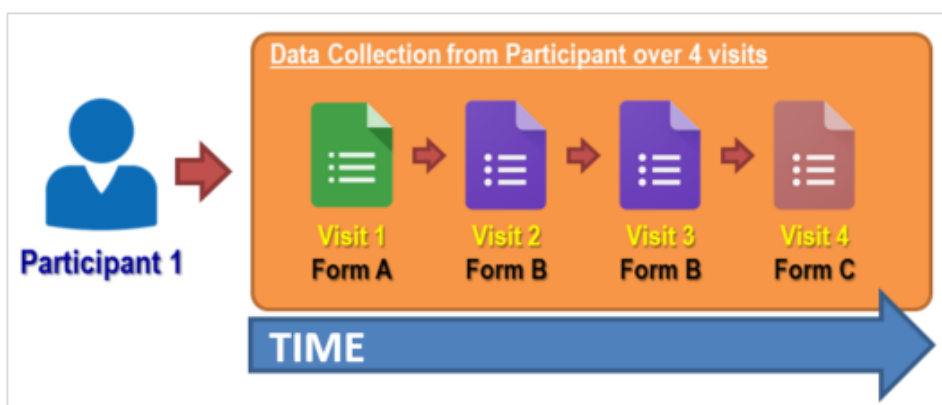 Data Collection from Participant over 4 visits
Participant 1
Visit 1
Form A
Visit 2
Form B
Visit 3
Form B
Visit 4
Form C
TIME